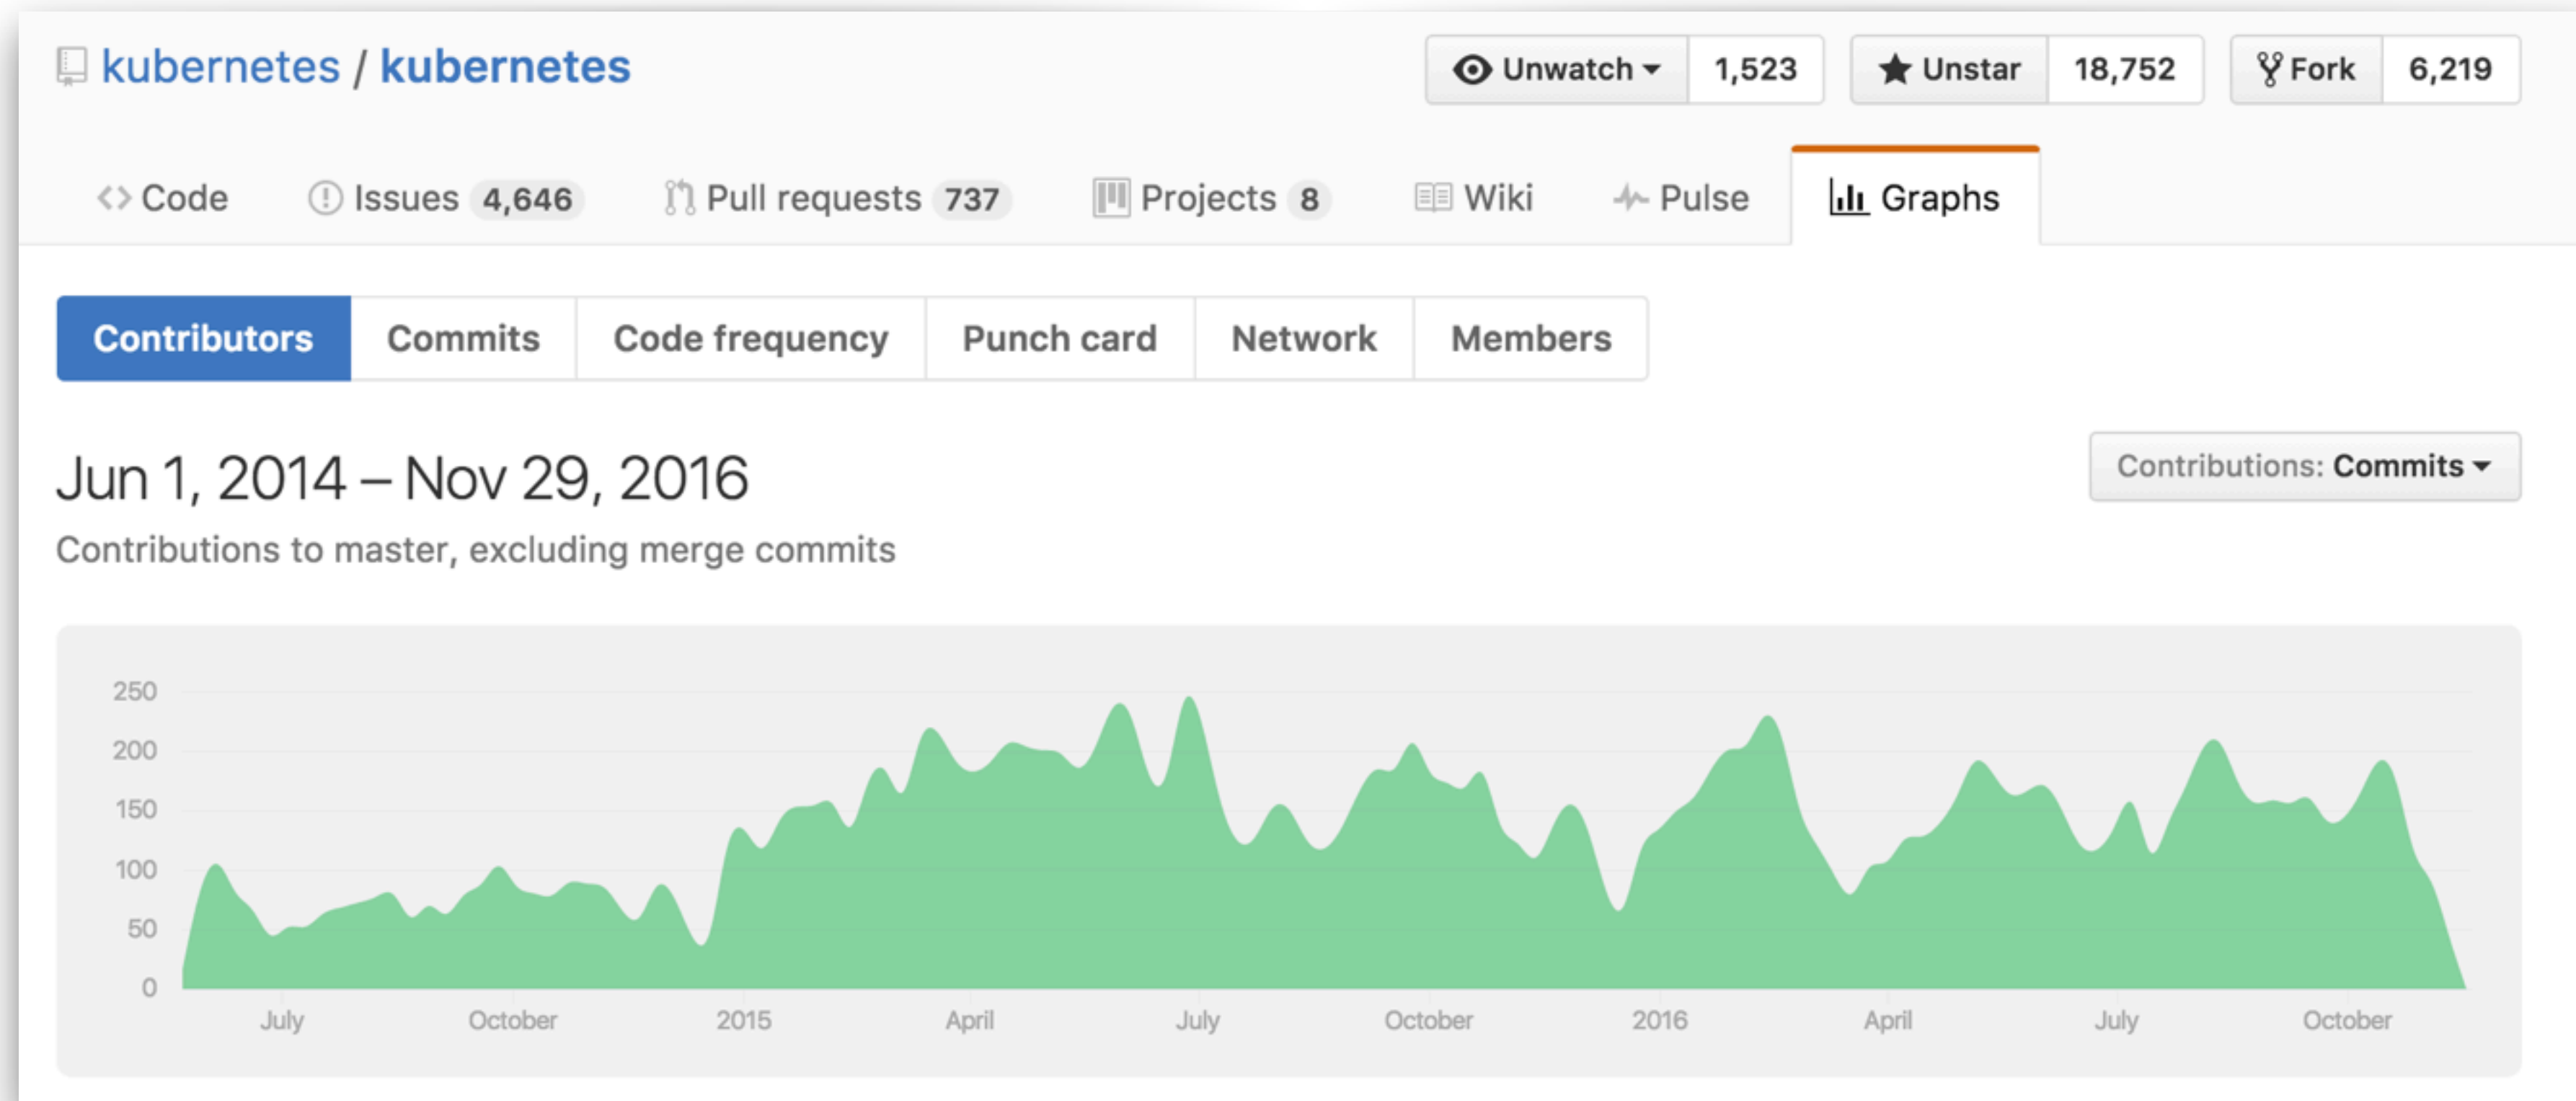 kubernetes / kubernetes Unwatch 1,523 Unstar 18,752 Fork 6,219
Code Issues 4,646 Pull requests 737 Projects 8 Wiki Pulse Graphs
Contributors Commits Code frequency Punch card Network Members
Jun 1, 2014 – Nov 29, 2016
Contributions: Commits
Contributions to master, excluding merge commits
250
200
150
100
50
0
July October 2015 April July October 2016 April July October